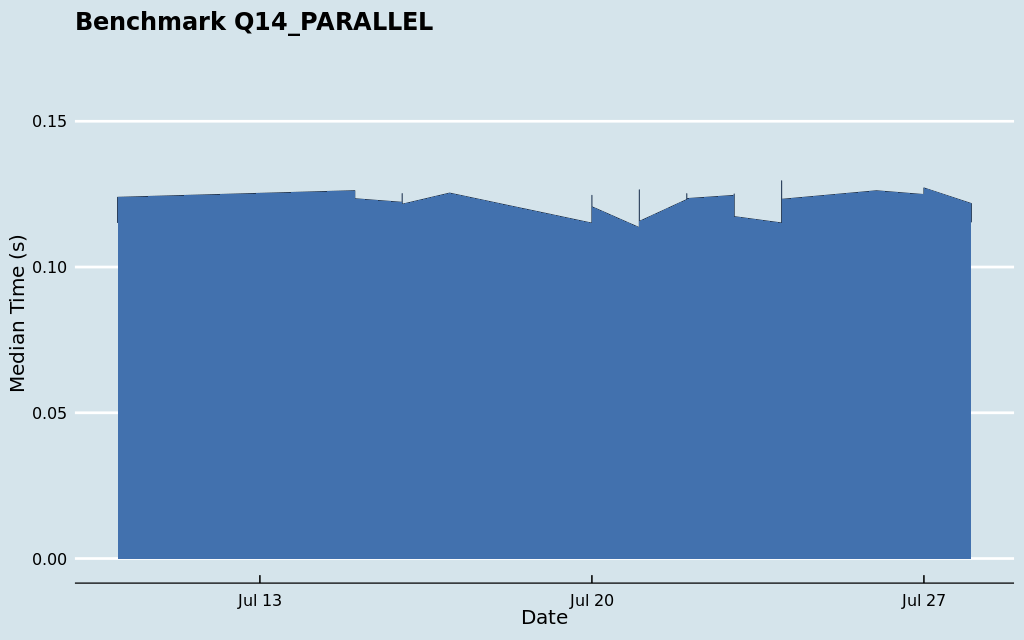 Benchmark Q14_PARALLEL
Median Time (s)
0.15
0.10
0.05
0.00
Jul 13
Jul 20
Jul 27
Date